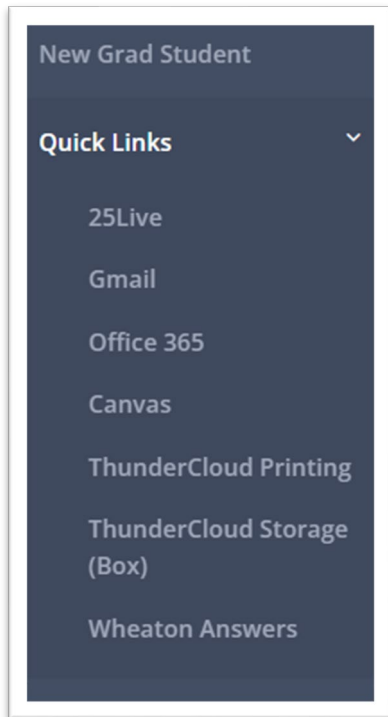 New Grad Student
Quick Links
25Live
Gmail
Office 365
Canvas
ThunderCloud Printing
ThunderCloud Storage
(Box)
Wheaton Answers